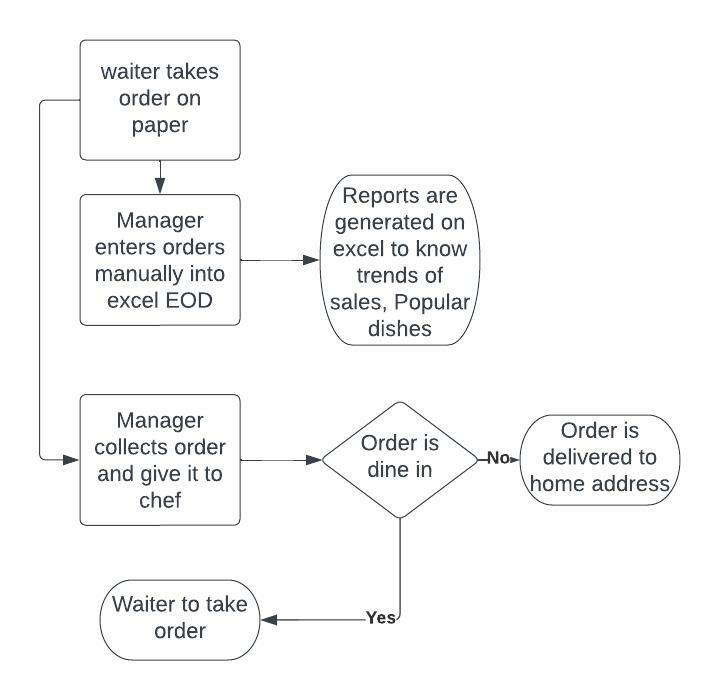 waiter takes
order on
paper
Manager
enters orders
manually into
excel EOD
Reports are
generated on
excel to know
trends of
sales, Popular
dishes
Manager
collects order
and give it to
chef
Order is
dine in
No
Order is
delivered to
home address
Yes
Waiter to take
order